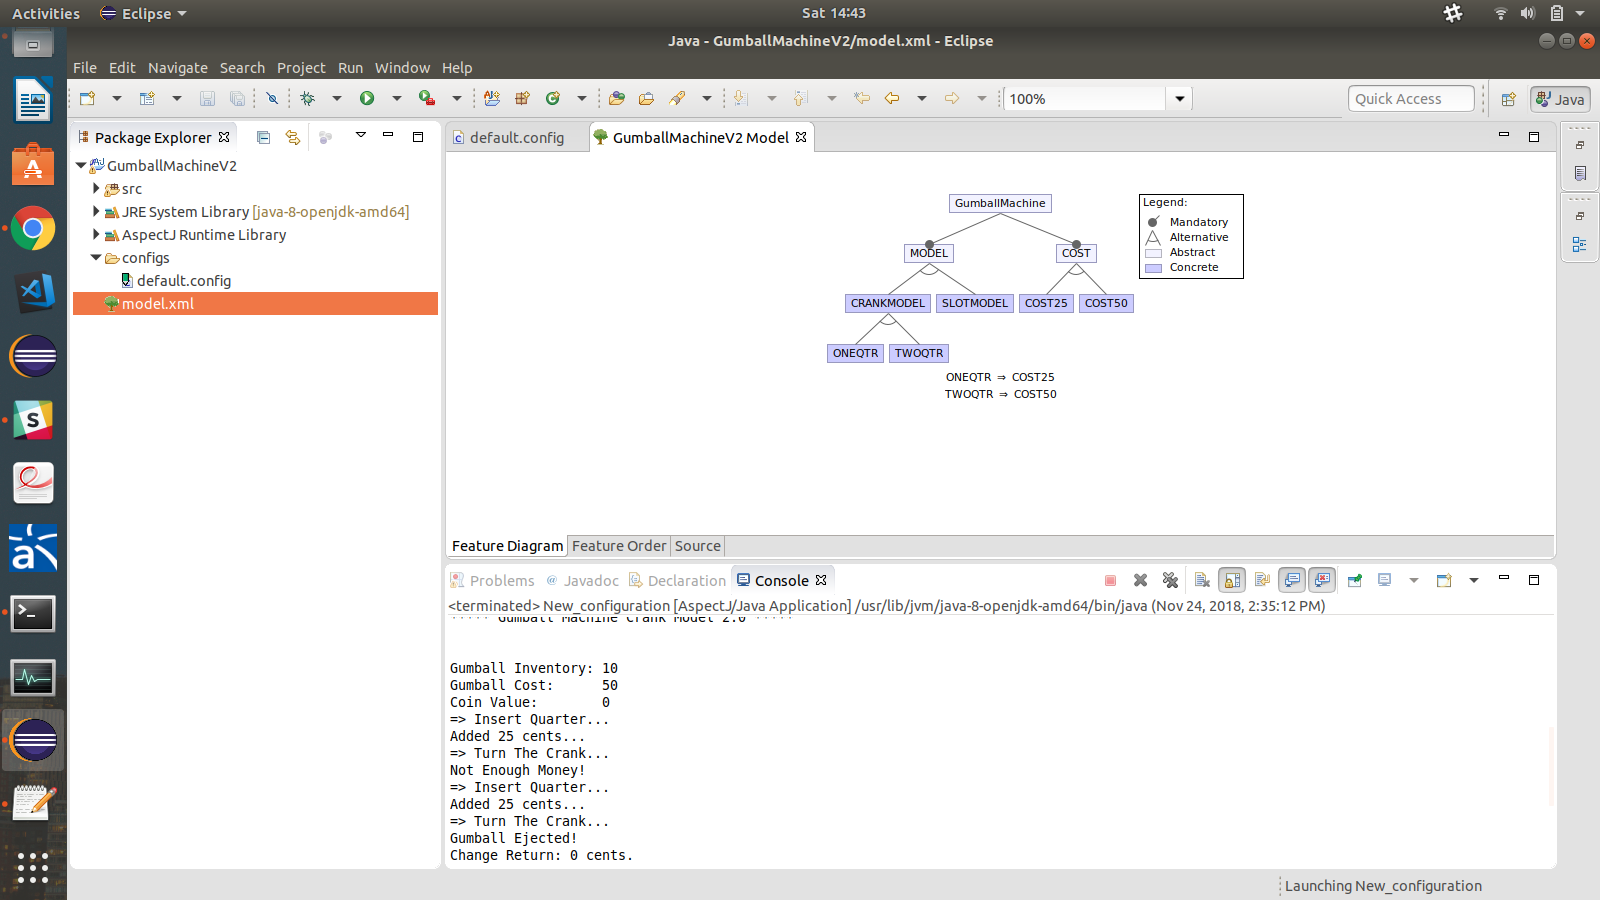 Activities
Eclipse
Sat 14:43
Java - GumballMachineV2/model.xml - Eclipse
File Edit Navigate Search Project Run Window Help
100%
Quick Access
Java
Package Explorer
GumballMachineV2
src
JRE System Library [java-8-openjdk-amd64]
AspectJ Runtime Library
configs
default.config
model.xml
default.config
GumballMachineV2 Model
GumballMachine
MODEL
COST
CRANKMODEL
SLOTMODEL
COST25
COST50
ONEQTR
TWOQTR
ONEQTR ⇒ COST25
TWOQTR ⇒ COST50
Legend:
Mandatory
Alternative
Abstract
Concrete
Feature Diagram Feature Order Source
Problems @ Javadoc Declaration Console
<terminated> New_configuration [AspectJ/Java Application] /usr/lib/jvm/java-8-openjdk-amd64/bin/java (Nov 24, 2018, 2:35:12 PM)
***** Gumball Machine Crank Model 2.0 *****
Gumball Inventory: 10
Gumball Cost: 50
Coin Value: 0
=> Insert Quarter...
Added 25 cents...
=> Turn The Crank...
Not Enough Money!
=> Insert Quarter...
Added 25 cents...
=> Turn The Crank...
Gumball Ejected!
Change Return: 0 cents.
Launching New_configuration